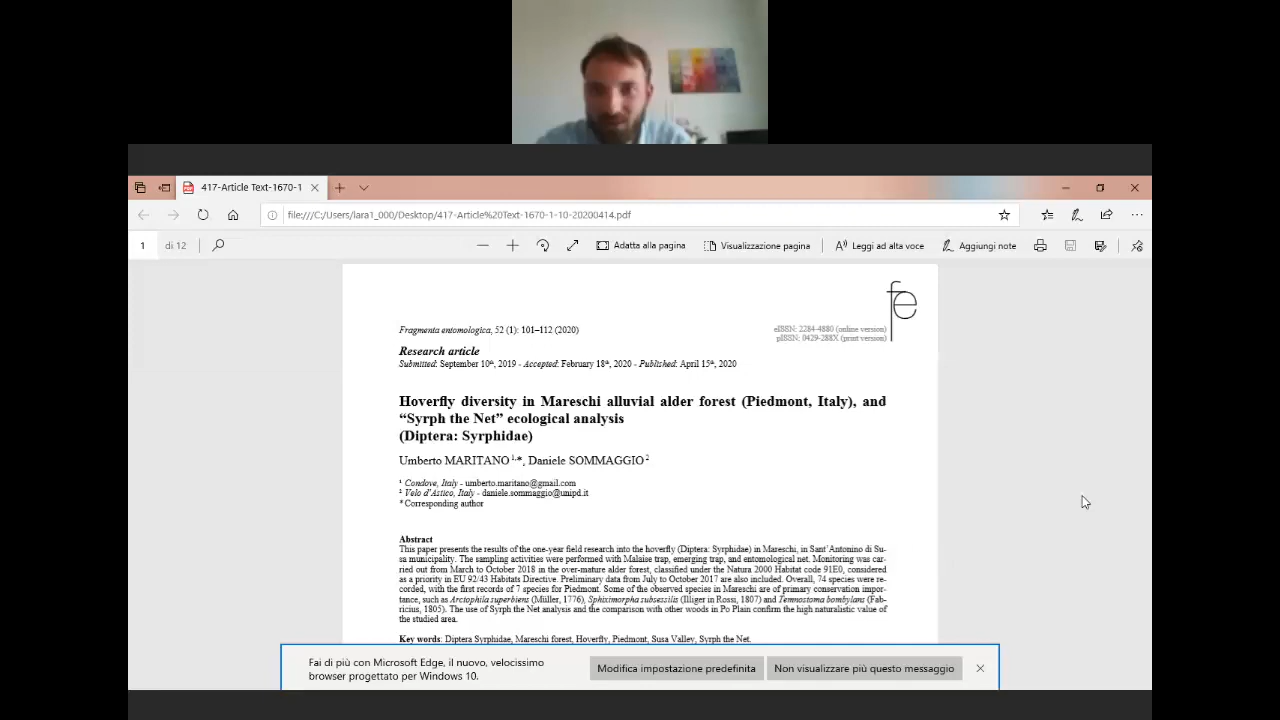 417-Article Text-1670-1
file:///C:/Users/lara1_000/Desktop/417-Article%20Text-1670-1-10-20200414.pdf
1 di 12 Adatta alla pagina Visualizzazione pagina Leggi ad alta voce Aggiungi note
fe
Fragmenta entomologica, 52 (1): 101–112 (2020)
eISSN: 2284-4880 (online version)
pISSN: 0429-288X (print version)
Research article
Submitted: September 10th, 2019 - Accepted: February 18th, 2020 - Published: April 15th, 2020
Hoverfly diversity in Mareschi alluvial alder forest (Piedmont, Italy), and
“Syrph the Net” ecological analysis
(Diptera: Syrphidae)
Umberto MARITANO 1,*, Daniele SOMMAGGIO 2
1 Condove, Italy - umberto.maritano@gmail.com
2 Velo d’Astico, Italy - daniele.sommaggio@unipd.it
* Corresponding author
Abstract
This paper presents the results of the one-year field research into the hoverfly (Diptera: Syrphidae) in Mareschi, in Sant’Antonino di Su-
sa municipality. The sampling activities were performed with Malaise trap, emerging trap, and entomological net. Monitoring was car-
ried out from March to October 2018 in the over-mature alder forest, classified under the Natura 2000 Habitat code 91E0, considered
as a priority in EU 92/43 Habitats Directive. Preliminary data from July to October 2017 are also included. Overall, 74 species were re-
corded, with the first records of 7 species for Piedmont. Some of the observed species in Mareschi are of primary conservation impor-
tance, such as Arctophila superbiens (Müller, 1776), Sphiximorpha subsessilis (Illiger in Rossi, 1807) and Temnostoma bombylans (Fab-
ricius, 1805). The use of Syrph the Net analysis and the comparison with other woods in Po Plain confirm the high naturalistic value of
the studied area.
Key words: Diptera Syrphidae, Mareschi forest, Hoverfly, Piedmont, Susa Valley, Syrph the Net.
Fai di più con Microsoft Edge, il nuovo, velocissimo
browser progettato per Windows 10.
Modifica impostazione predefinita
Non visualizzare più questo messaggio